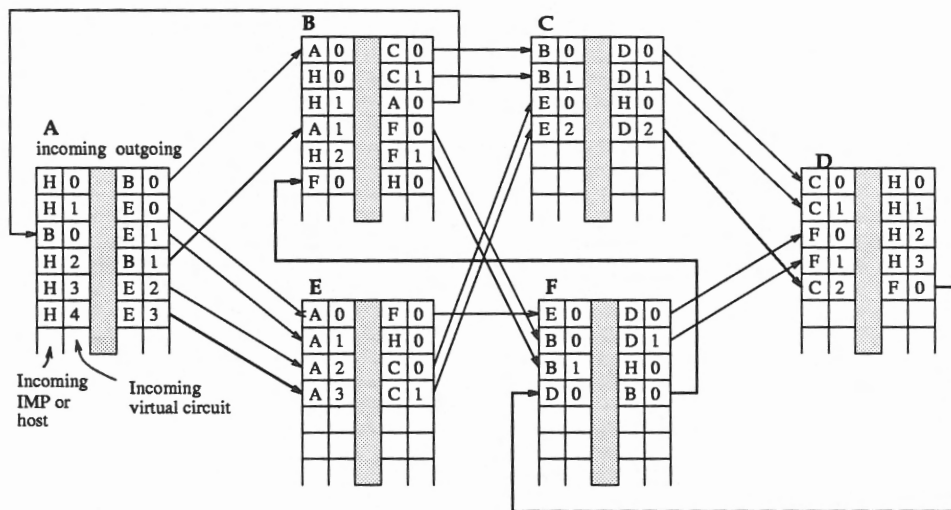 B
A 0 C 0
H 0 C 1
H 1 A 0
A 1 F 0
H 2 F 1
F 0 H 0
C
B 0 D 0
B 1 D 1
E 0 H 0
E 2 D 2
A
incoming outgoing
H 0 B 0
H 1 E 0
B 0 E 1
H 2 B 1
H 3 E 2
H 4 E 3
Incoming
IMP or
host
Incoming
virtual circuit
E
A 0 F 0
A 1 H 0
A 2 C 0
A 3 C 1
F
E 0 D 0
B 0 D 1
B 1 H 0
D 0 B 0
D
C 0 H 0
C 1 H 1
F 0 H 2
F 1 H 3
C 2 F 0